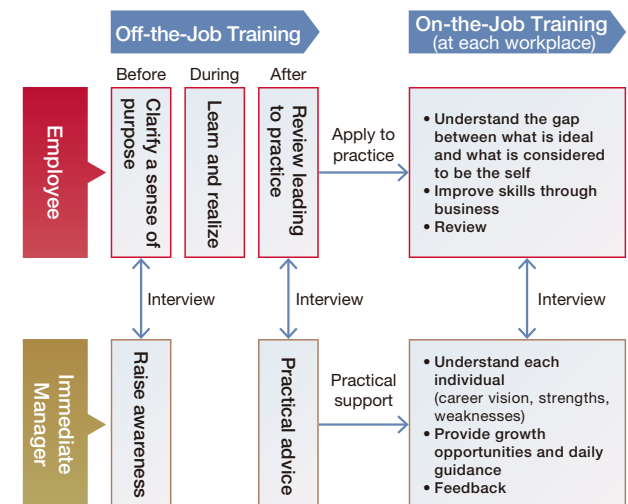 Off-the-Job Training
On-the-Job Training
(at each workplace)
Before
During
After
Employee
Clarify a sense of
purpose
Learn and realize
Review leading
to practice
Apply to
practice
• Understand the gap
between what is ideal
and what is considered
to be the self
• Improve skills through
business
• Review
Interview
Interview
Interview
Immediate
Manager
Raise awareness
Practical advice
Practical
support
• Understand each
individual
(career vision, strengths,
weaknesses)
• Provide growth
opportunities and daily
guidance
• Feedback